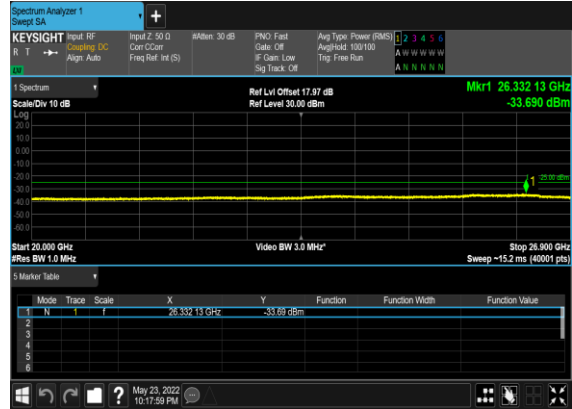 Spectrum Analyzer 1
Swept SA
+
KEYSIGHT
R T
LW
Input: RF
Coupling: DC
Align: Auto
Input Z: 50 Ω
Corr CCorr
Freq Ref: Int (S)
#Atten: 30 dB
PNO: Fast
Gate: Off
IF Gain: Low
Sig Track: Off
Avg Type: Power (RMS)
Avg|Hold: 100/100
Trig: Free Run
1 2 3 4 5 6
A W W W W W
A N N N N N
1 Spectrum
Scale/Div 10 dB
Ref Lvl Offset 17.97 dB
Ref Level 30.00 dBm
Mkr1 26.332 13 GHz
-33.690 dBm
Log
20.0
10.0
0.00
-10.0
-20.0
-30.0
-40.0
-50.0
-60.0
-25.00 dBm
1
Start 20.000 GHz
#Res BW 1.0 MHz
Video BW 3.0 MHz*
Stop 26.900 GHz
Sweep ~15.2 ms (40001 pts)
5 Marker Table
Mode Trace Scale X Y Function Function Width Function Value
1 N 1 f 26.332 13 GHz -33.69 dBm
2
3
4
5
6
?
May 23, 2022
10:17:59 PM